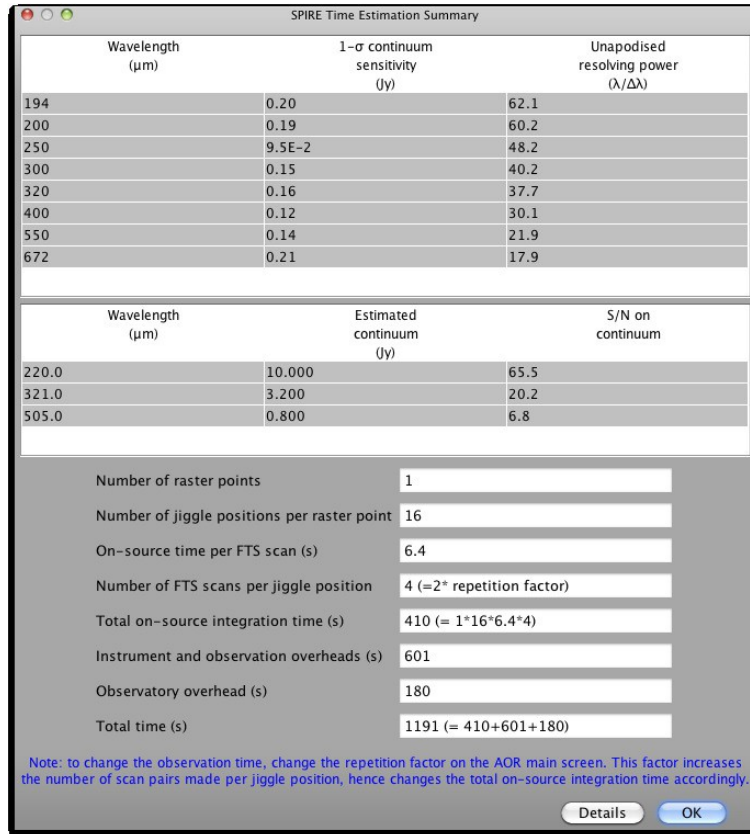 SPIRE Time Estimation Summary
Wavelength 1-σ continuum Unapodised
(μm) sensitivity resolving power
(Jy) (λ/Δλ)
194 0.20 62.1
200 0.19 60.2
250 9.5E-2 48.2
300 0.15 40.2
320 0.16 37.7
400 0.12 30.1
550 0.14 21.9
672 0.21 17.9
Wavelength Estimated S/N on
(μm) continuum continuum
(Jy)
220.0 10.000 65.5
321.0 3.200 20.2
505.0 0.800 6.8
Number of raster points 1
Number of jiggle positions per raster point 16
On-source time per FTS scan (s) 6.4
Number of FTS scans per jiggle position 4 (=2* repetition factor)
Total on-source integration time (s) 410 (= 1*16*6.4*4)
Instrument and observation overheads (s) 601
Observatory overhead (s) 180
Total time (s) 1191 (= 410+601+180)
Note: to change the observation time, change the repetition factor on the AOR main screen. This factor increases
the number of scan pairs made per jiggle position, hence changes the total on-source integration time accordingly.
Details OK